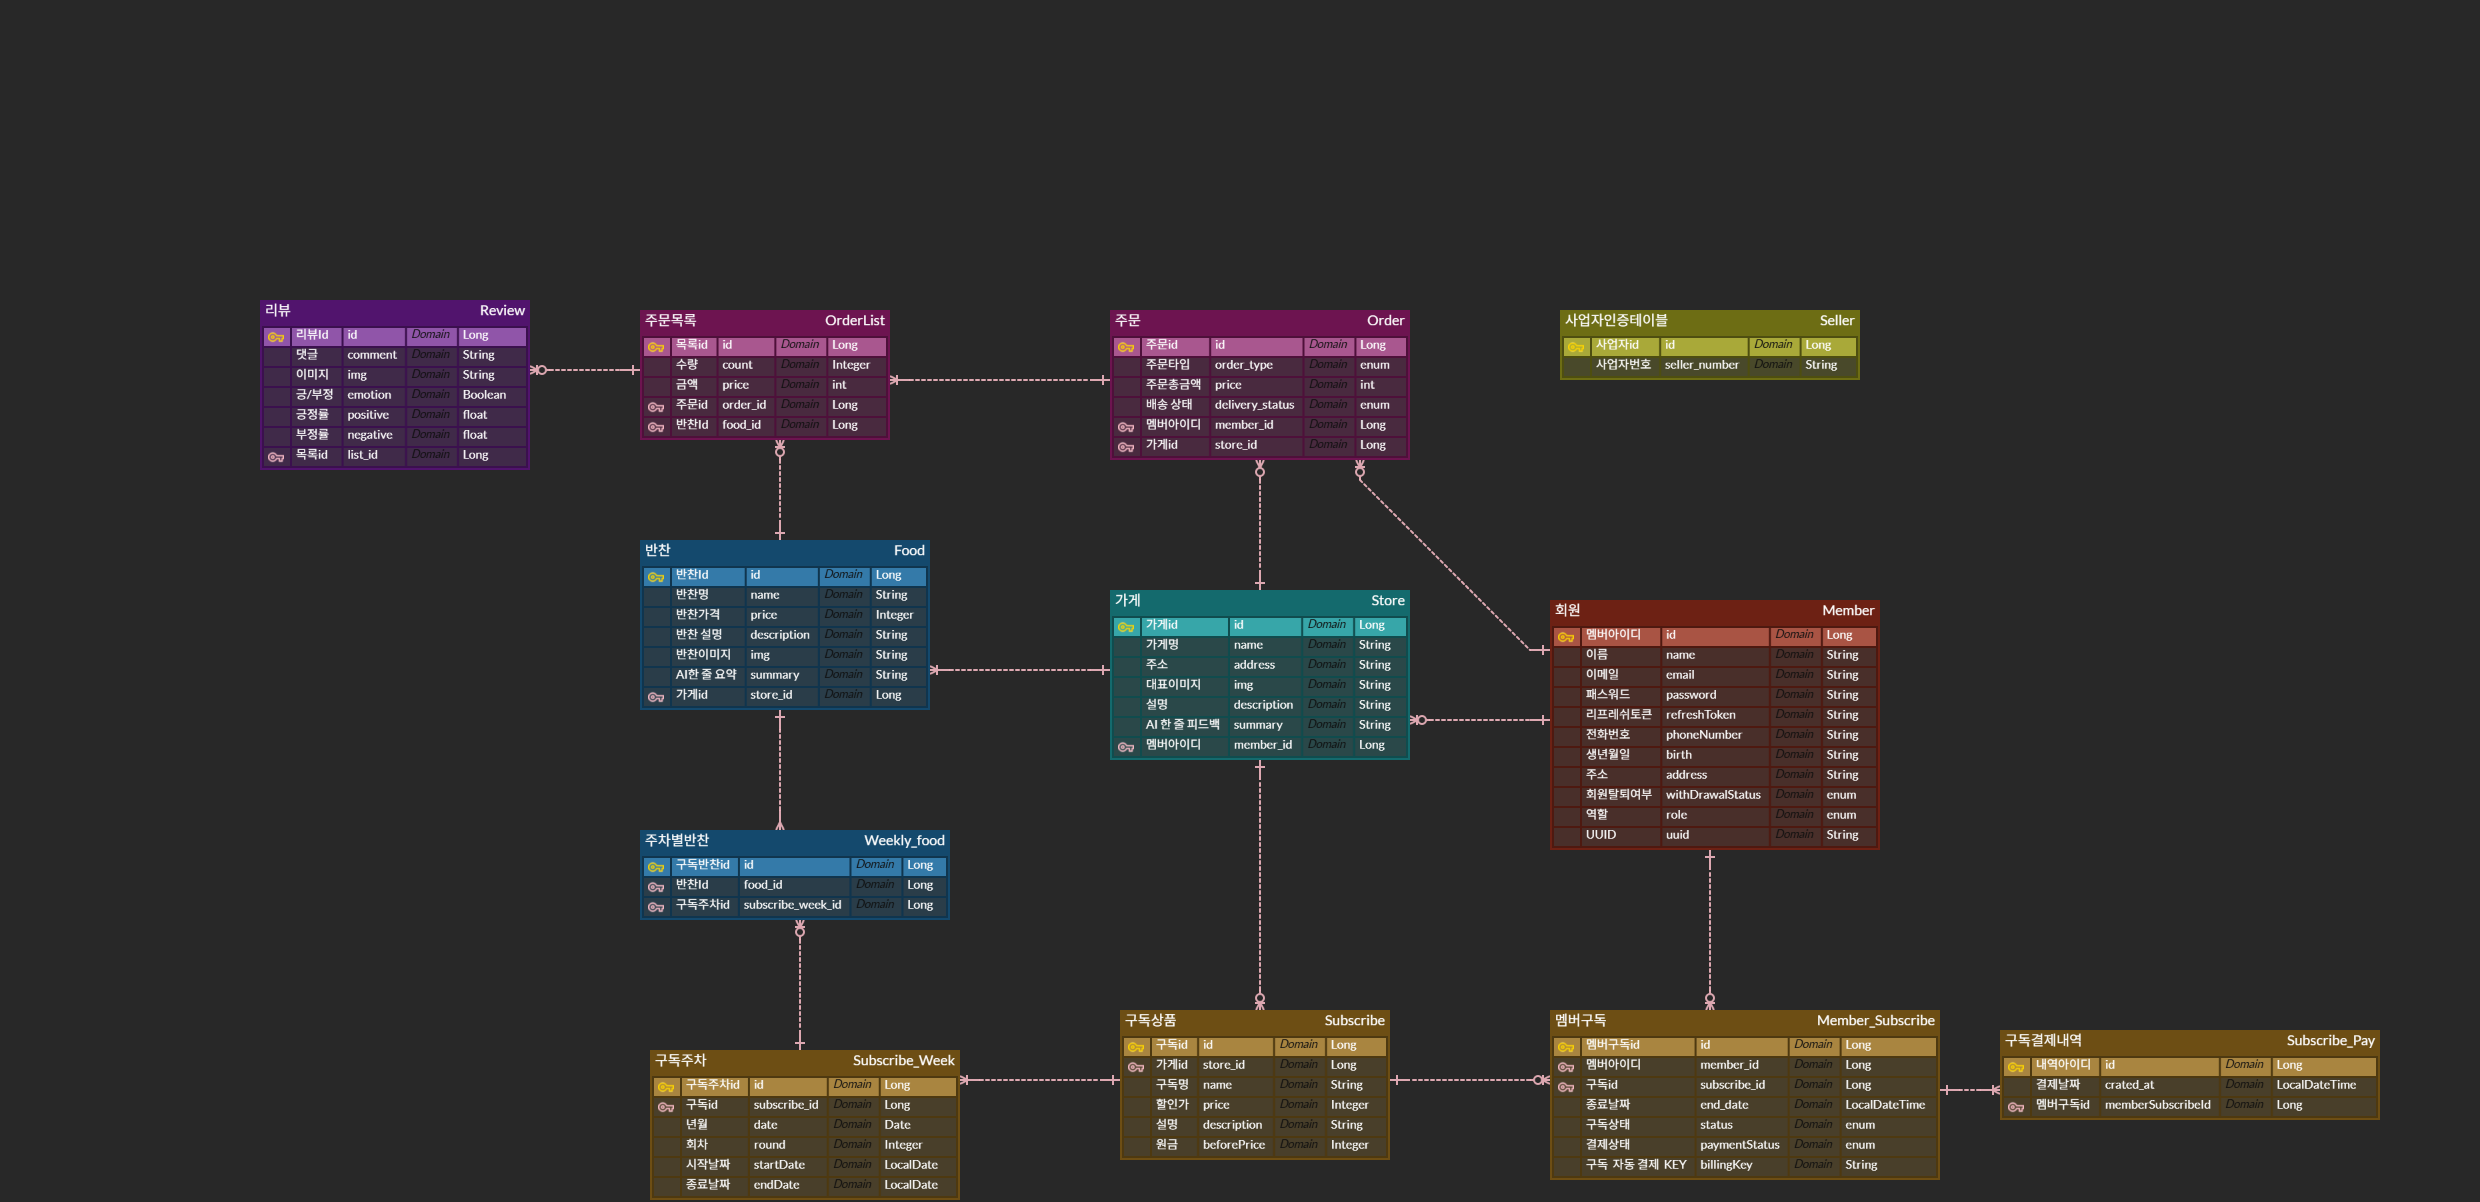 리뷰 Review
리뷰Id id Domain Long
댓글 comment Domain String
이미지 img Domain String
긍/부정 emotion Domain Boolean
긍정률 positive Domain float
부정률 negative Domain float
목록id list_id Domain Long
주문목록 OrderList
목록id id Domain Long
수량 count Domain Integer
금액 price Domain int
주문id order_id Domain Long
반찬Id food_id Domain Long
주문 Order
주문id id Domain Long
주문타입 order_type Domain enum
주문총금액 price Domain int
배송 상태 delivery_status Domain enum
멤버아이디 member_id Domain Long
가게id store_id Domain Long
사업자인증테이블 Seller
사업자id id Domain Long
사업자번호 seller_number Domain String
반찬 Food
반찬Id id Domain Long
반찬명 name Domain String
반찬가격 price Domain Integer
반찬 설명 description Domain String
반찬이미지 img Domain String
AI한 줄 요약 summary Domain String
가게id store_id Domain Long
가게 Store
가게id id Domain Long
가게명 name Domain String
주소 address Domain String
대표이미지 img Domain String
설명 description Domain String
AI 한 줄 피드백 summary Domain String
멤버아이디 member_id Domain Long
회원 Member
멤버아이디 id Domain Long
이름 name Domain String
이메일 email Domain String
패스워드 password Domain String
리프레쉬토큰 refreshToken Domain String
전화번호 phoneNumber Domain String
생년월일 birth Domain String
주소 address Domain String
회원탈퇴여부 withDrawalStatus Domain enum
역할 role Domain enum
UUID uuid Domain String
주차별반찬 Weekly_food
구독반찬id id Domain Long
반찬Id food_id Domain Long
구독주차id subscribe_week_id Domain Long
구독주차 Subscribe_Week
구독주차id id Domain Long
구독id subscribe_id Domain Long
년월 date Domain Date
회차 round Domain Integer
시작날짜 startDate Domain LocalDate
종료날짜 endDate Domain LocalDate
구독상품 Subscribe
구독id id Domain Long
가게id store_id Domain Long
구독명 name Domain String
할인가 price Domain Integer
설명 description Domain String
원금 beforePrice Domain Integer
멤버구독 Member_Subscribe
멤버구독id id Domain Long
멤버아이디 member_id Domain Long
구독id subscribe_id Domain Long
종료날짜 end_date Domain LocalDateTime
구독상태 status Domain enum
결제상태 paymentStatus Domain enum
구독 자동 결제 KEY billingKey Domain String
구독결제내역 Subscribe_Pay
내역아이디 id Domain Long
결제날짜 crated_at Domain LocalDateTime
멤버구독id memberSubscribeId Domain Long